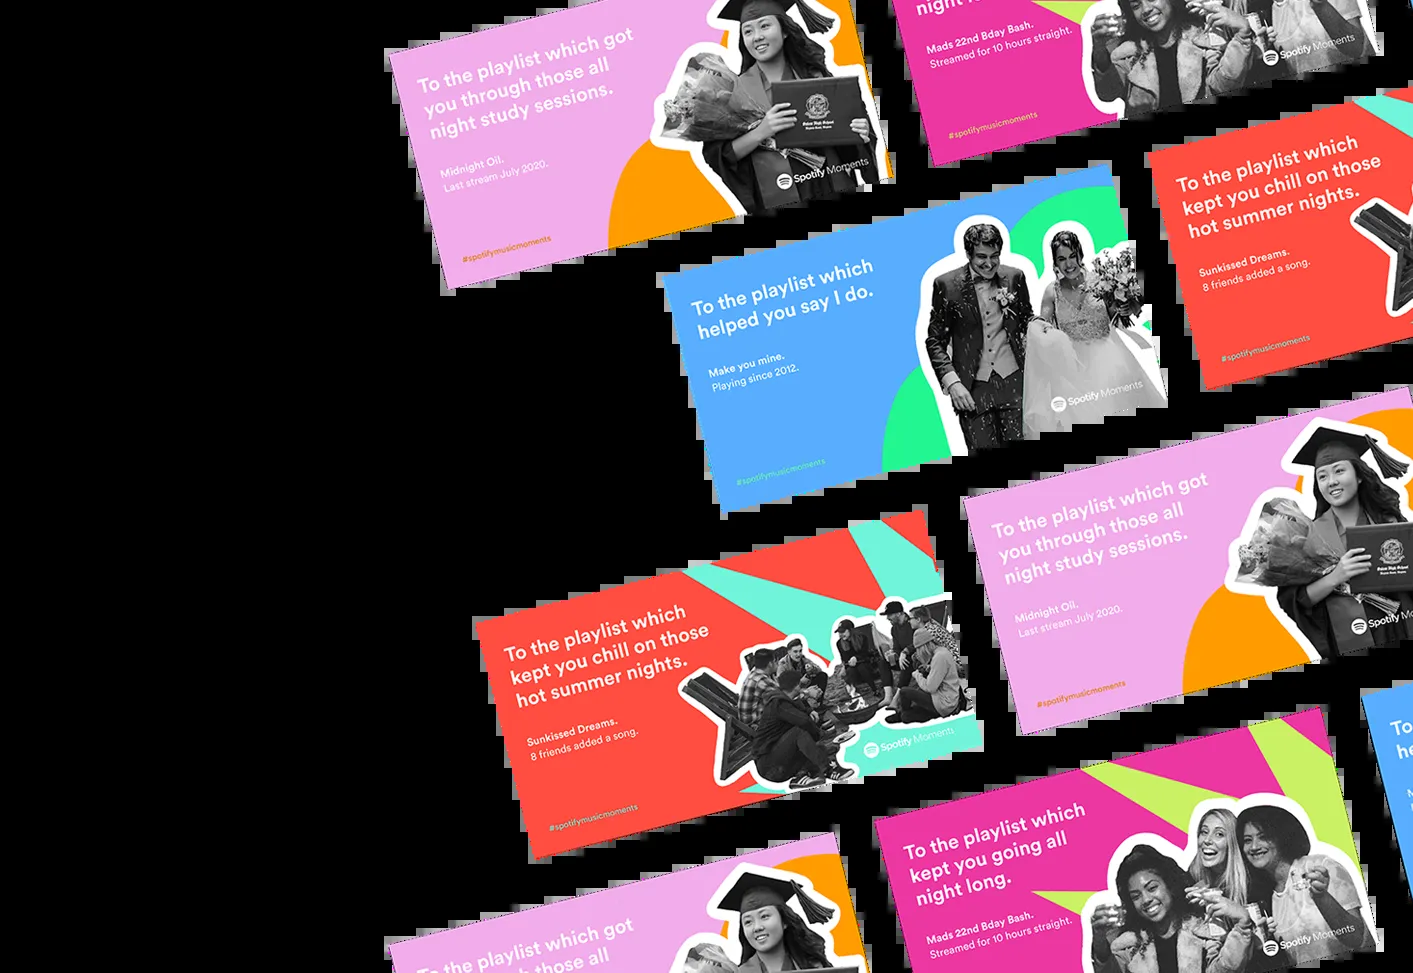 To the playlist which got
you through those all
night study sessions.
Midnight Oil.
Last stream July 2020.
#spotifymusicmoments
Spotify Moments
Mads 22nd Bday Bash.
Streamed for 10 hours straight.
#spotifymusicmoments
Spotify Moments
To the playlist which
helped you say I do.
Make you mine.
Playing since 2012.
#spotifymusicmoments
Spotify Moments
To the playlist which
kept you chill on those
hot summer nights.
Sunkissed Dreams.
8 friends added a song.
#spotifymusicmoments
To the playlist which got
you through those all
night study sessions.
Midnight Oil.
Last stream July 2020.
#spotifymusicmoments
Spotify
To the playlist which
kept you chill on those
hot summer nights.
Sunkissed Dreams.
8 friends added a song.
#spotifymusicmoments
Spotify Moments
To the playlist which
kept you going all
night long.
Mads 22nd Bday Bash.
Streamed for 10 hours straight.
Spotify Moments
To
To the playlist which got
those all